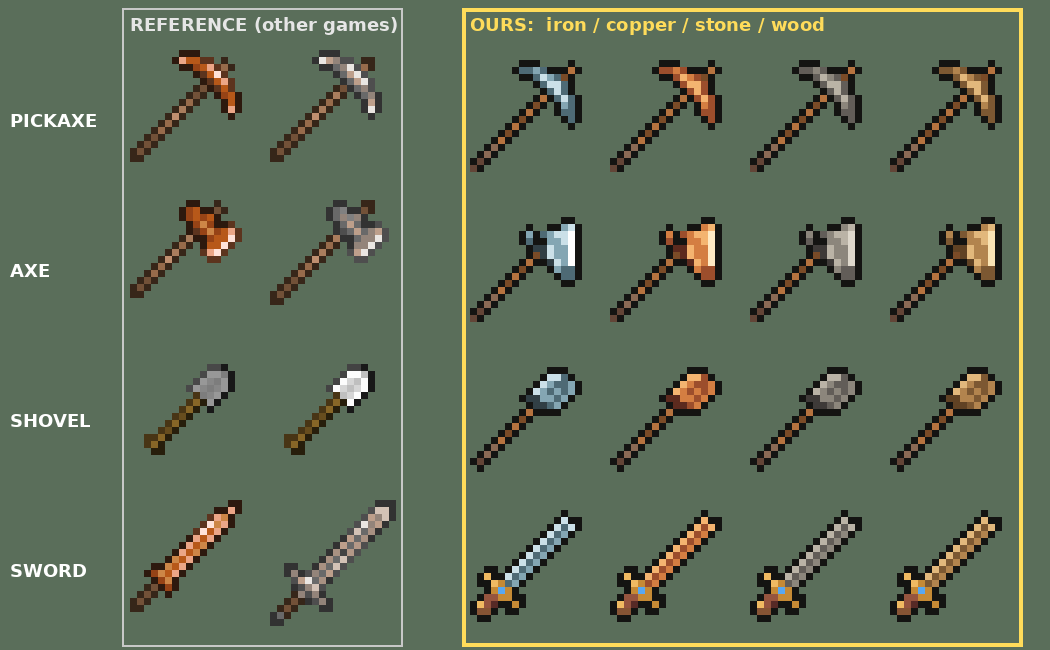 REFERENCE (other games)
OURS:  iron / copper / stone / wood
PICKAXE
AXE
SHOVEL
SWORD